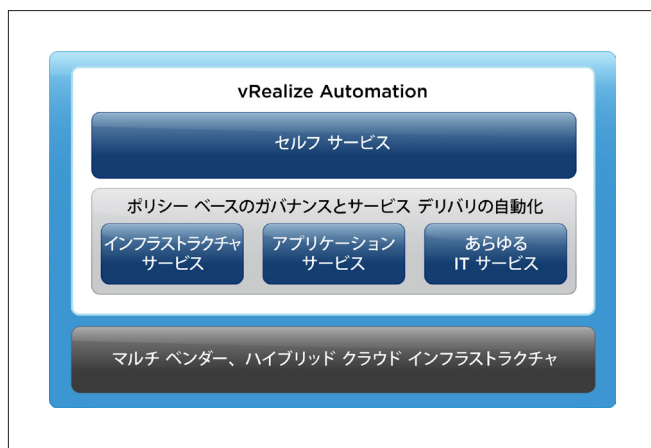 vRealize Automation
セルフ サービス
ポリシー ベースのガバナンスとサービス デリバリの自動化
インフラストラクチャ
サービス
アプリケーション
サービス
あらゆる
IT サービス
マルチ ベンダー、ハイブリッド クラウド インフラストラクチャ